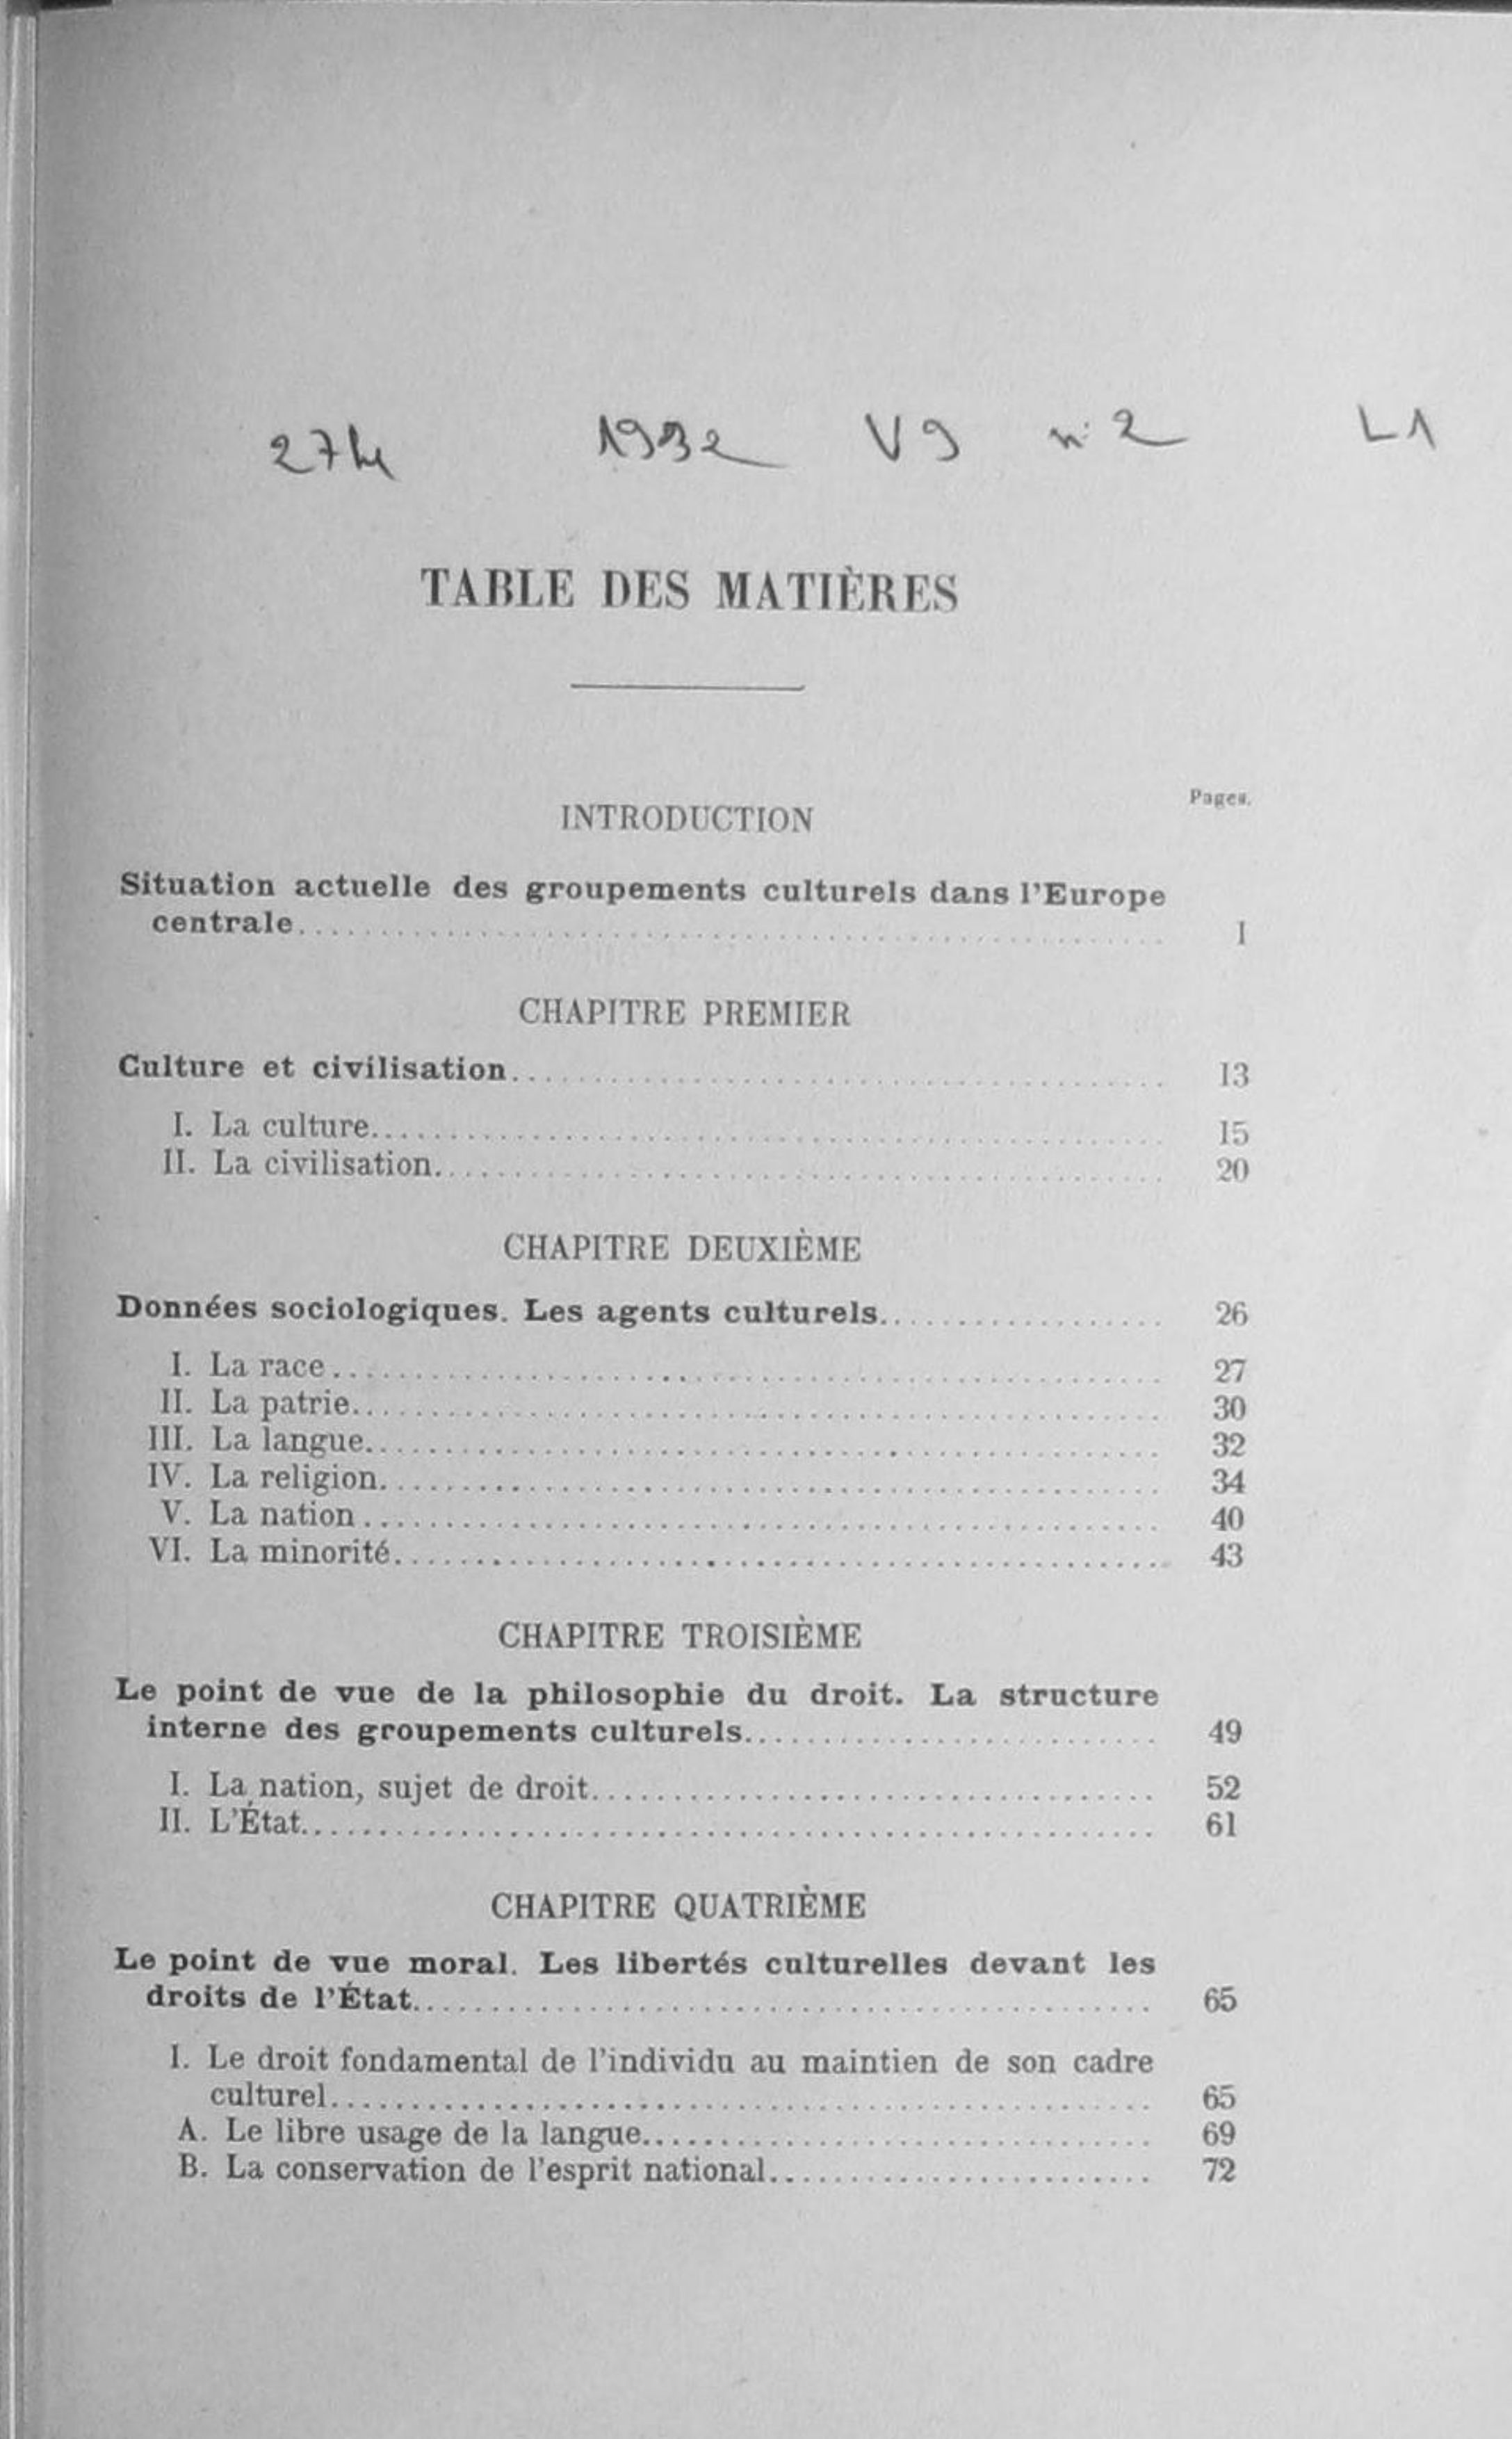 274 1932 V9 n° 2 L1
TABLE DES MATIÈRES
Pages.
INTRODUCTION
Situation actuelle des groupements culturels dans l'Europe
centrale........ I
CHAPITRE PREMIER
Culture et civilisation........ 13
I. La culture........ 15
II. La civilisation........ 20
CHAPITRE DEUXIÈME
Données sociologiques. Les agents culturels........ 26
I. La race........ 27
II. La patrie........ 30
III. La langue........ 32
IV. La religion........ 34
V. La nation........ 40
VI. La minorité........ 43
CHAPITRE TROISIÈME
Le point de vue de la philosophie du droit. La structure
interne des groupements culturels........ 49
I. La nation, sujet de droit........ 52
II. L'État........ 61
CHAPITRE QUATRIÈME
Le point de vue moral. Les libertés culturelles devant les
droits de l'État........ 65
I. Le droit fondamental de l'individu au maintien de son cadre
culturel........ 65
A. Le libre usage de la langue........ 69
B. La conservation de l'esprit national........ 72